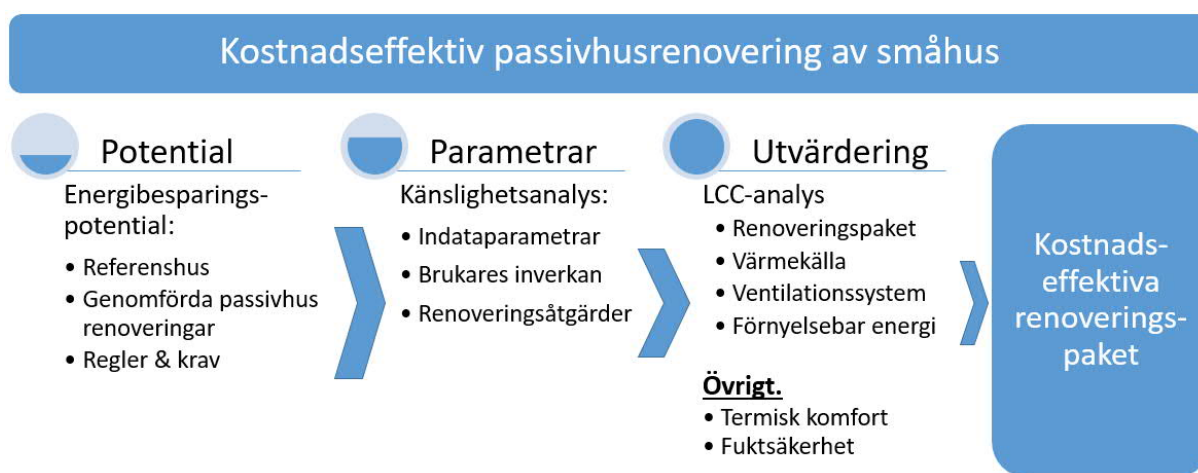 Kostnadseffektiv passivhusrenovering av småhus
Potential
Energibesparings-
potential:
• Referenshus
• Genomförda passivhus
renoveringar
• Regler & krav
Parametrar
Känslighetsanalys:
• Indataparametrar
• Brukares inverkan
• Renoveringsåtgärder
Utvärdering
LCC-analys
• Renoveringspaket
• Värmekälla
• Ventilationssystem
• Förnyelsebar energi
Övrigt.
• Termisk komfort
• Fuktsäkerhet
Kostnads-
effektiva
renoverings-
paket